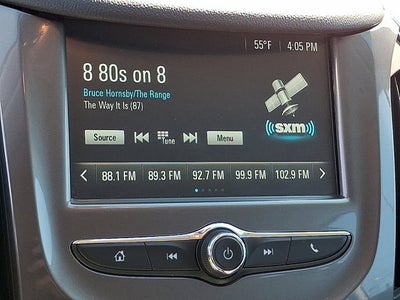 55°F 4:05 PM
8 80s on 8
Bruce Hornsby/The Range
The Way It Is (87)
sxm
Source Tune Menu
88.1 FM 89.3 FM 92.7 FM 99.9 FM 102.9 FM